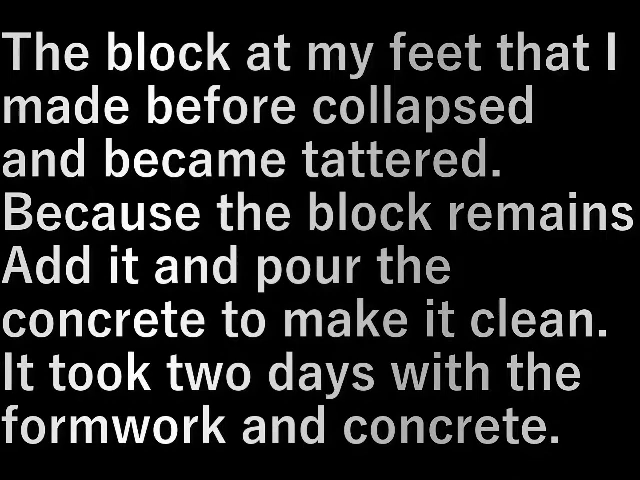 The block at my feet that I
made before collapsed
and became tattered.
Because the block remains
Add it and pour the
concrete to make it clean.
It took two days with the
formwork and concrete.